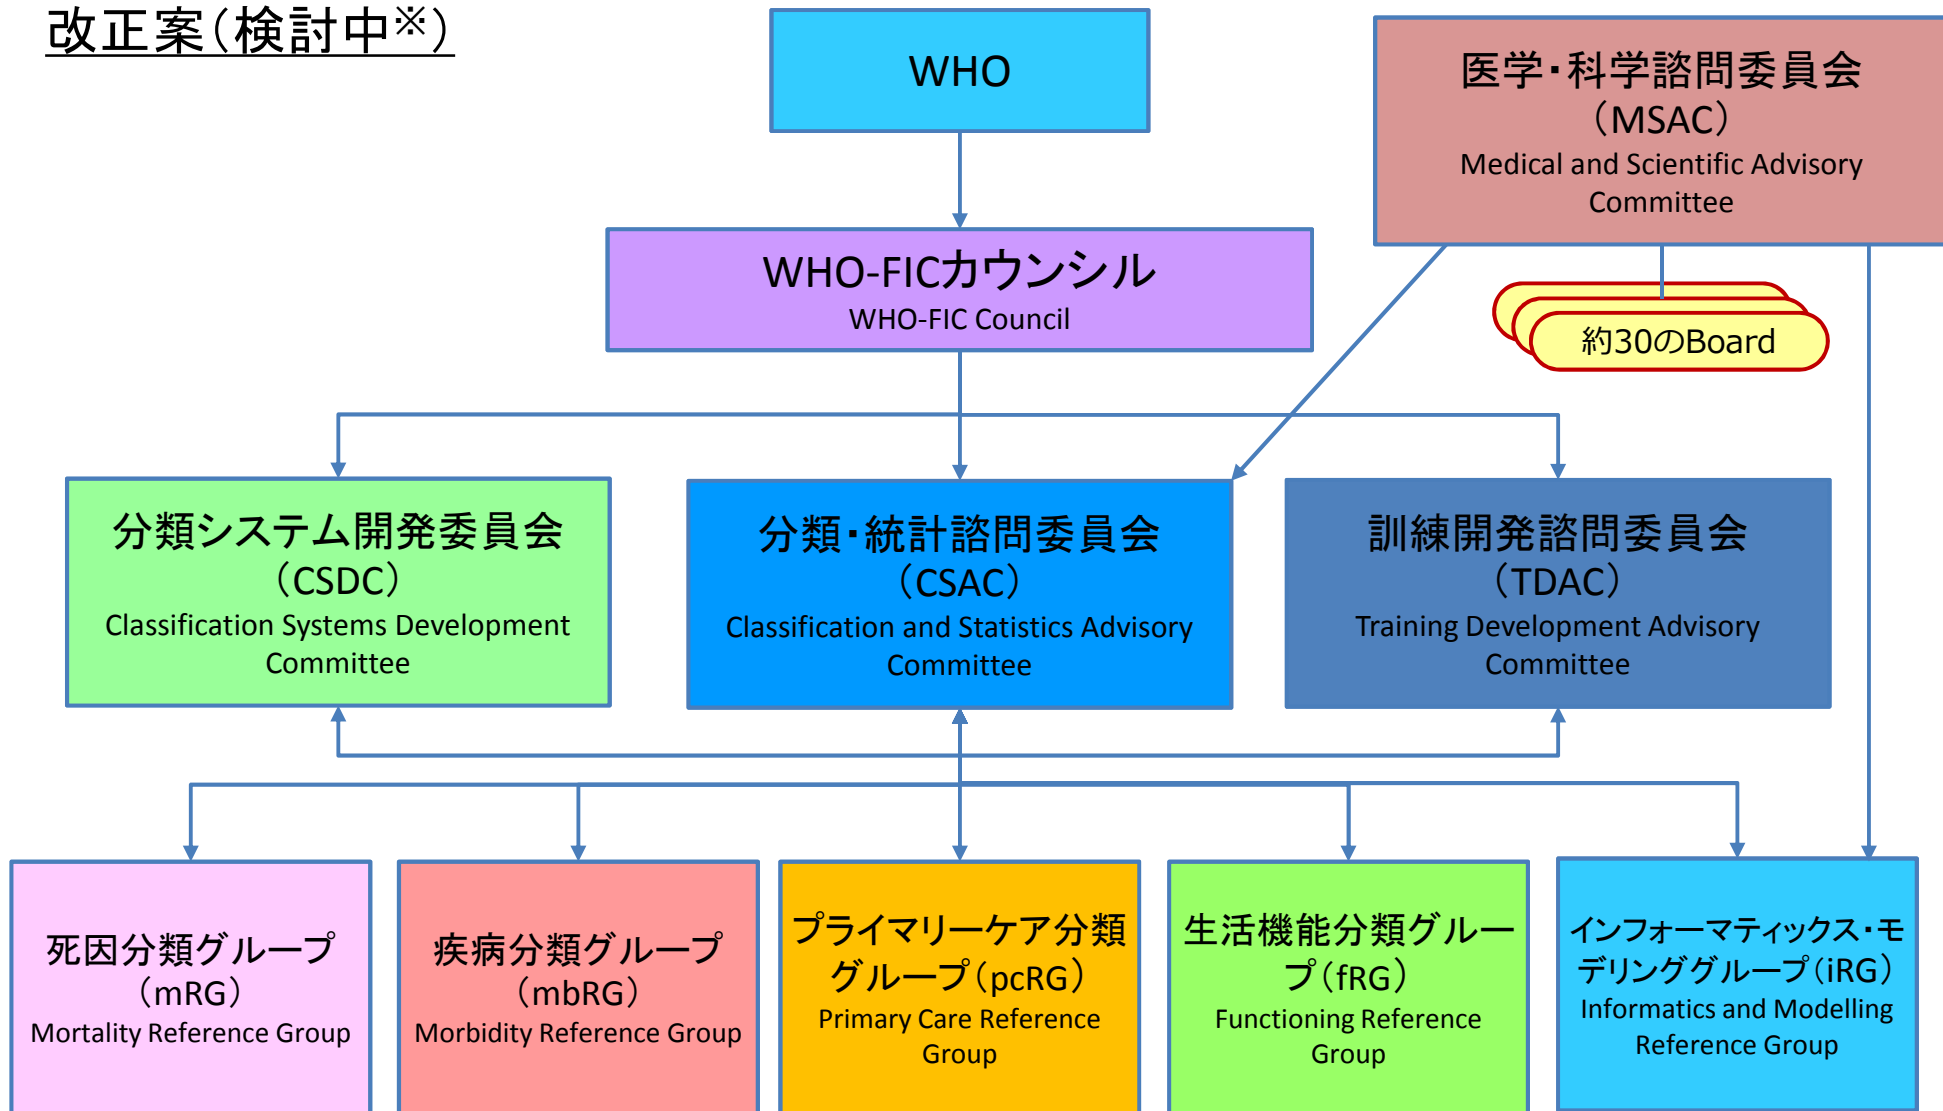 改正案(検討中※)
WHO
医学・科学諮問委員会
(MSAC)
Medical and Scientific Advisory
Committee
WHO-FICカウンシル
WHO-FIC Council
約30のBoard
分類システム開発委員会
(CSDC)
Classification Systems Development
Committee
分類・統計諮問委員会
(CSAC)
Classification and Statistics Advisory
Committee
訓練開発諮問委員会
(TDAC)
Training Development Advisory
Committee
死因分類グループ
(mRG)
Mortality Reference Group
疾病分類グループ
(mbRG)
Morbidity Reference Group
プライマリーケア分類
グループ(pcRG)
Primary Care Reference
Group
生活機能分類グルー
プ(fRG)
Functioning Reference
Group
インフォーマティックス・モ
デリンググループ(iRG)
Informatics and Modelling
Reference Group